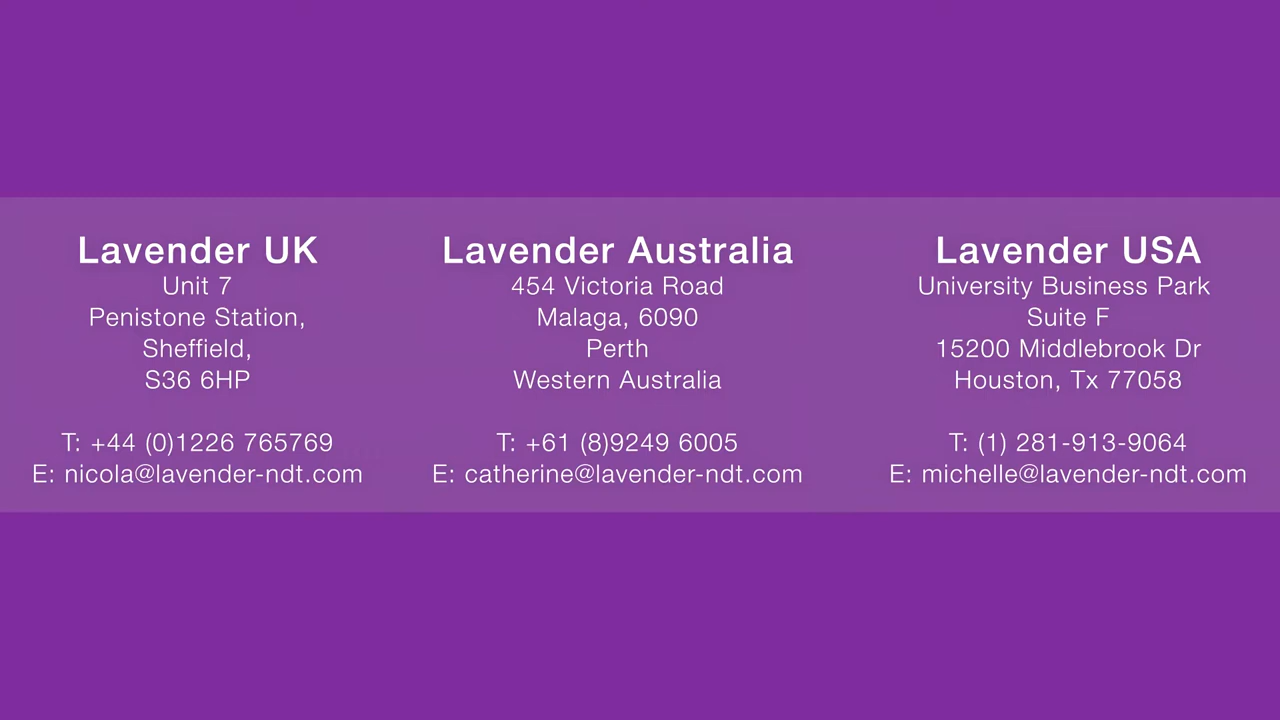 Lavender UK
Unit 7
Penistone Station,
Sheffield,
S36 6HP
T: +44 (0)1226 765769
E: nicola@lavender-ndt.com
Lavender Australia
454 Victoria Road
Malaga, 6090
Perth
Western Australia
T: +61 (8)9249 6005
E: catherine@lavender-ndt.com
Lavender USA
University Business Park
Suite F
15200 Middlebrook Dr
Houston, Tx 77058
T: (1) 281-913-9064
E: michelle@lavender-ndt.com